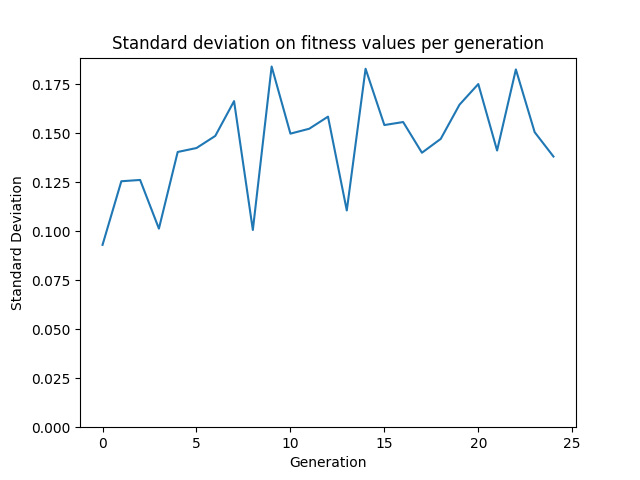 Standard deviation on fitness values per generation
Standard Deviation
0.175
0.150
0.125
0.100
0.075
0.050
0.025
0.000
0 5 10 15 20 25
Generation